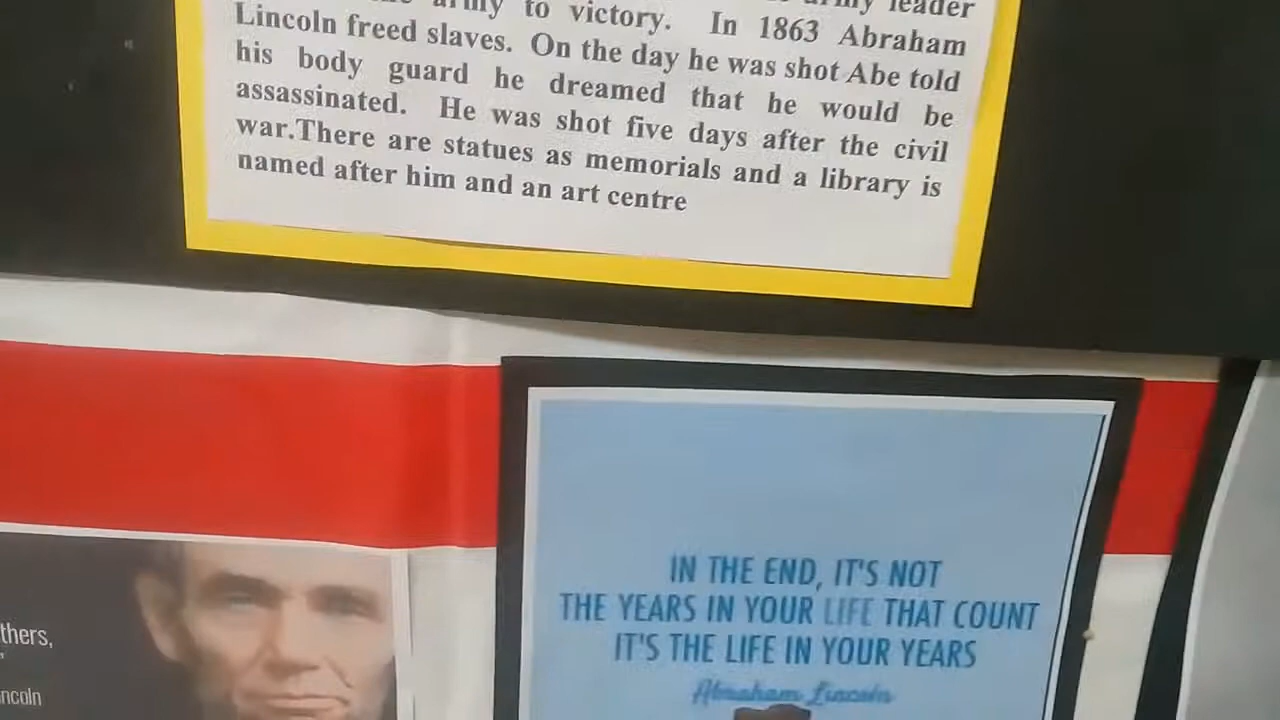 army to victory. In 1863 Abraham
Lincoln freed slaves. On the day he was shot Abe told
his body guard he dreamed that he would be
assassinated. He was shot five days after the civil
war.There are statues as memorials and a library is
named after him and an art centre
IN THE END, IT'S NOT
THE YEARS IN YOUR LIFE THAT COUNT
IT'S THE LIFE IN YOUR YEARS
Abraham Lincoln
thers,
ncoln